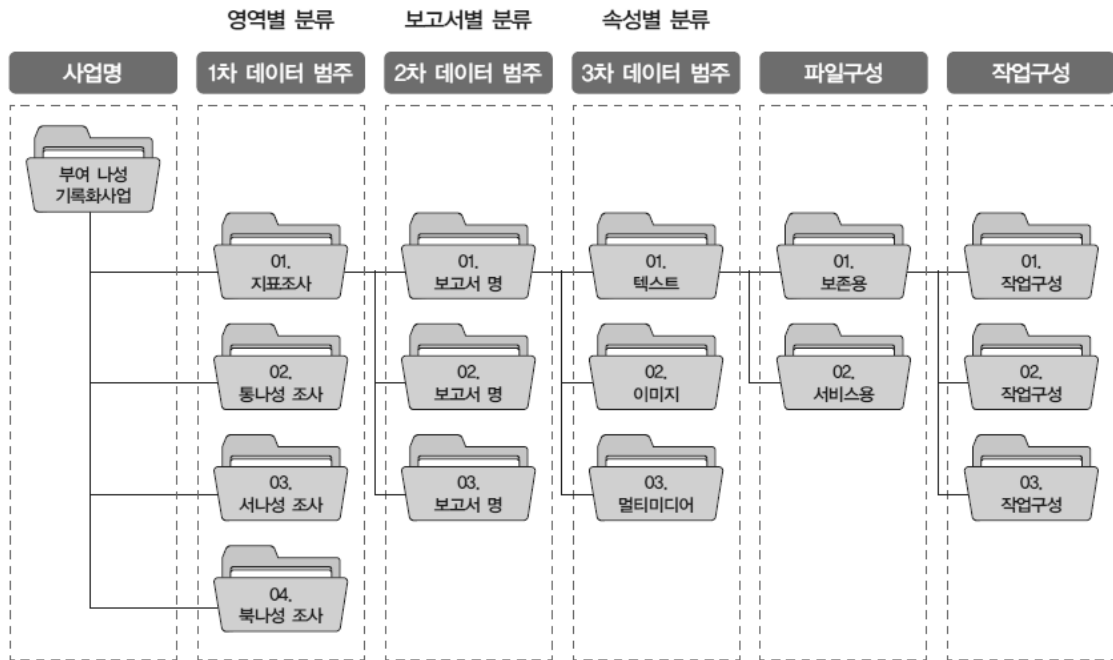 영역별 분류 보고서별 분류 속성별 분류
사업명 1차 데이터 범주 2차 데이터 범주 3차 데이터 범주 파일구성 작업구성
부여 나성
기록화사업
01. 01. 01. 01. 01.
지표조사 보고서 명 텍스트 보존용 작업구성
02. 02. 02. 02. 02.
통나성 조사 보고서 명 이미지 서비스용 작업구성
03. 03. 03. 03.
서나성 조사 보고서 명 멀티미디어 작업구성
04.
북나성 조사